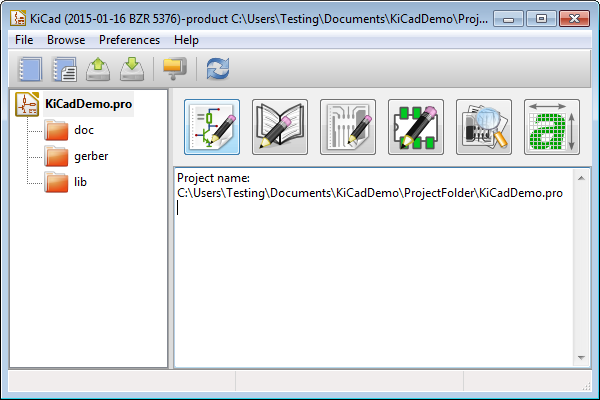 KiCad (2015-01-16 BZR 5376)-product C:\Users\Testing\Documents\KiCadDemo\Proj...
File Browse Preferences Help
KiCadDemo.pro
doc
gerber
lib
a
Project name:
C:\Users\Testing\Documents\KiCadDemo\ProjectFolder\KiCadDemo.pro